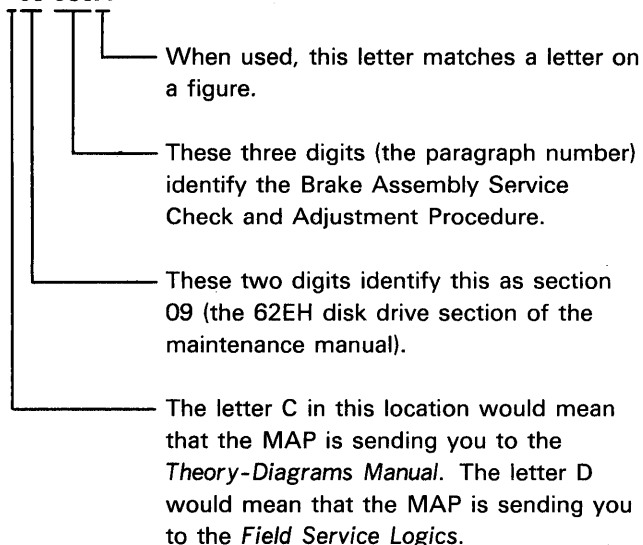 When used, this letter matches a letter on
a figure.
These three digits (the paragraph number)
identify the Brake Assembly Service
Check and Adjustment Procedure.
These two digits identify this as section
09 (the 62EH disk drive section of the
maintenance manual).
The letter C in this location would mean
that the MAP is sending you to the
Theory-Diagrams Manual. The letter D
would mean that the MAP is sending you
to the Field Service Logics.